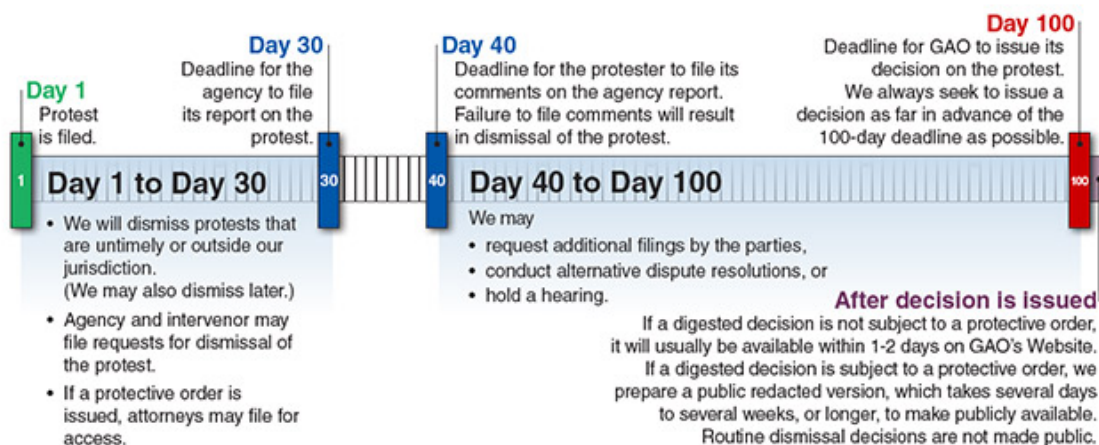 Day 1
Protest
is filed.
Day 30
Deadline for the
agency to file
its report on the
protest.
Day 40
Deadline for the protester to file its
comments on the agency report.
Failure to file comments will result
in dismissal of the protest.
Day 100
Deadline for GAO to issue its
decision on the protest.
We always seek to issue a
decision as far in advance of the
100-day deadline as possible.
1
Day 1 to Day 30
30
40
Day 40 to Day 100
100
• We will dismiss protests that
are untimely or outside our
jurisdiction.
(We may also dismiss later.)
• Agency and intervenor may
file requests for dismissal of
the protest.
• If a protective order is
issued, attorneys may file for
access.
We may
• request additional filings by the parties,
• conduct alternative dispute resolutions, or
• hold a hearing.
After decision is issued
If a digested decision is not subject to a protective order,
it will usually be available within 1-2 days on GAO's Website.
If a digested decision is subject to a protective order, we
prepare a public redacted version, which takes several days
to several weeks, or longer, to make publicly available.
Routine dismissal decisions are not made public.